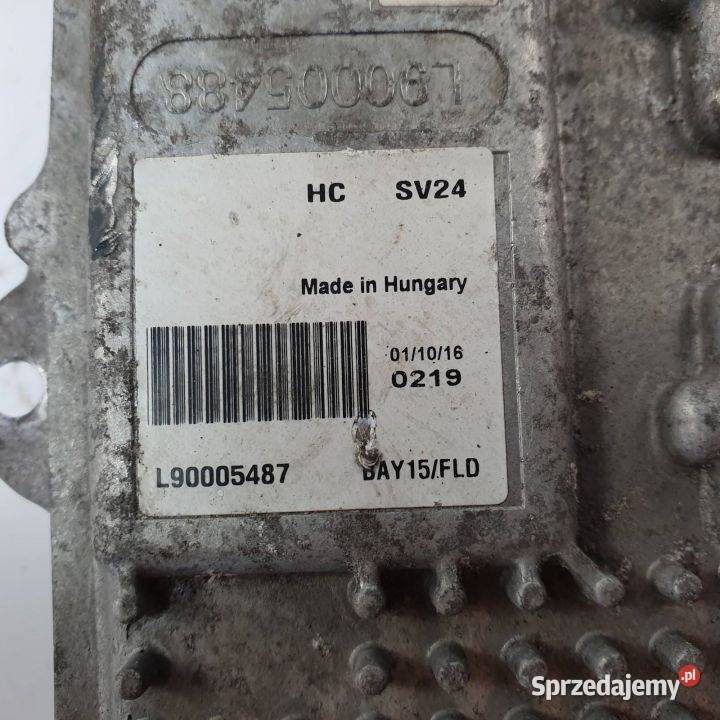 L90005488
HC SV24
Made in Hungary
01/10/16
0219
L90005487 BAY15/FLD
Sprzedajemy.pl